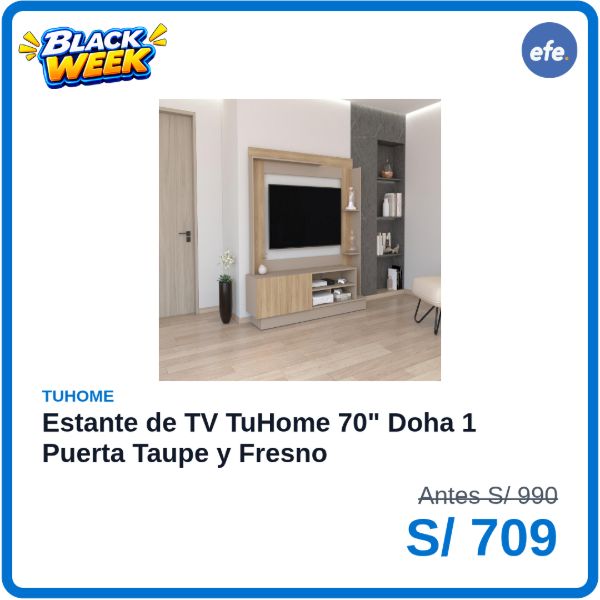 BLACK
WEEK
efe.
TUHOME
Estante de TV TuHome 70" Doha 1
Puerta Taupe y Fresno
Antes S/ 990
S/ 709